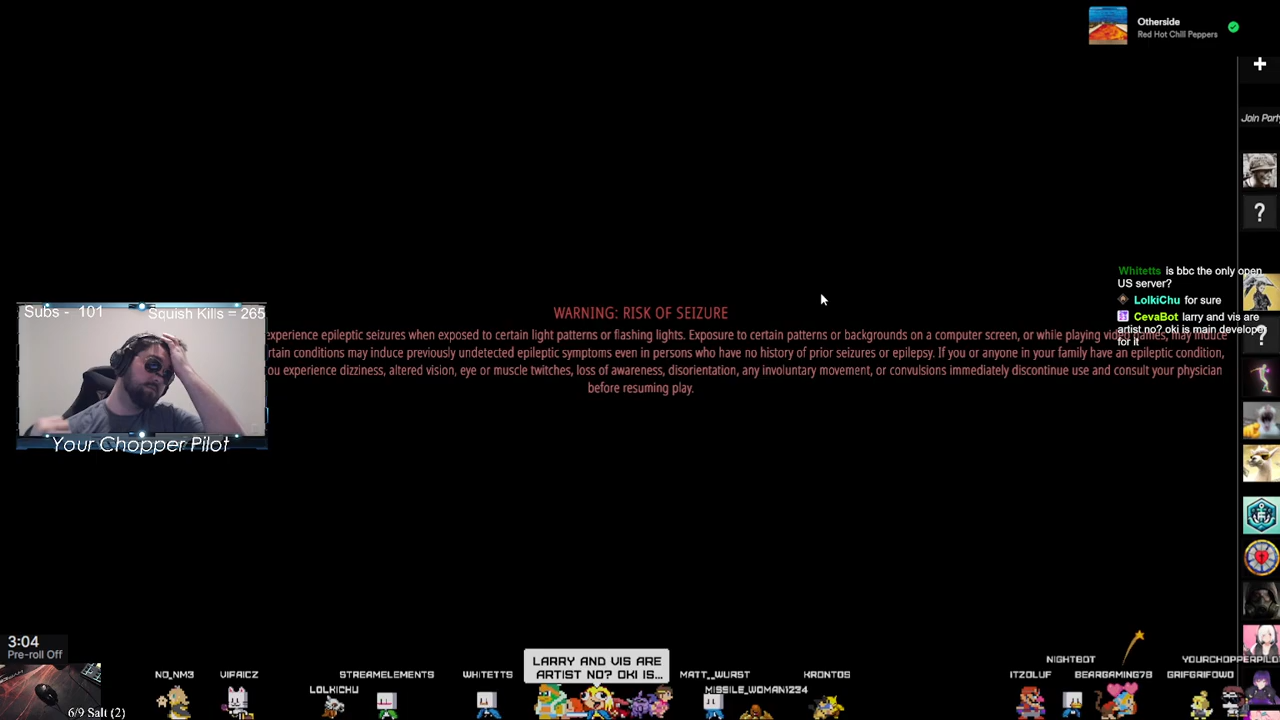 Otherside
Red Hot Chili Peppers
Join Party
Whitetts is bbc the only open
US server?
LolkiChu for sure
CevaBot larry and vis are
artist no? oki is main developer
for it
Subs - 101
Squish Kills = 265
WARNING: RISK OF SEIZURE
experience epileptic seizures when exposed to certain light patterns or flashing lights. Exposure to certain patterns or backgrounds on a computer screen, or while playing video games, may induce
rtain conditions may induce previously undetected epileptic symptoms even in persons who have no history of prior seizures or epilepsy. If you or anyone in your family have an epileptic condition,
ou experience dizziness, altered vision, eye or muscle twitches, loss of awareness, disorientation, any involuntary movement, or convulsions immediately discontinue use and consult your physician
before resuming play.
Your Chopper Pilot
3:04
Pre-roll Off
6/9 Salt (2)
NO_NM3
VIFAICZ
STREAMELEMENTS
LOLKICHU
WHITETTS
LARRY AND VIS ARE
ARTIST NO? OKI IS...
MATT__WURST
MISSILE_WOMAN1234
KRONTOS
ITZOLUF
NIGHTBOT
BEARGAMING78
GRIFGRIFOWO
YOURCHOPPERPILO